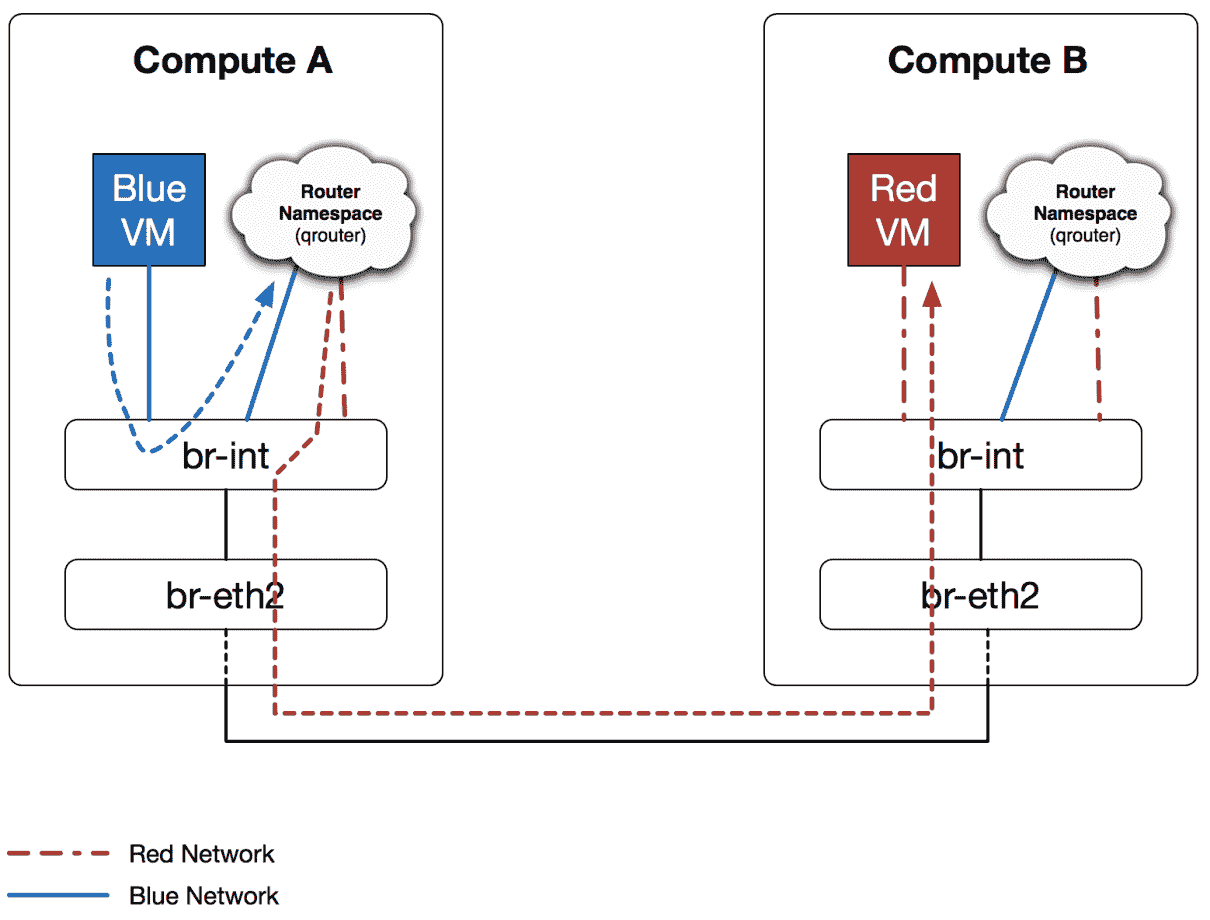 Compute A
Compute B
Blue
VM
Router
Namespace
(qrouter)
Red
VM
Router
Namespace
(qrouter)
br-int
br-int
br-eth2
br-eth2
Red Network
Blue Network